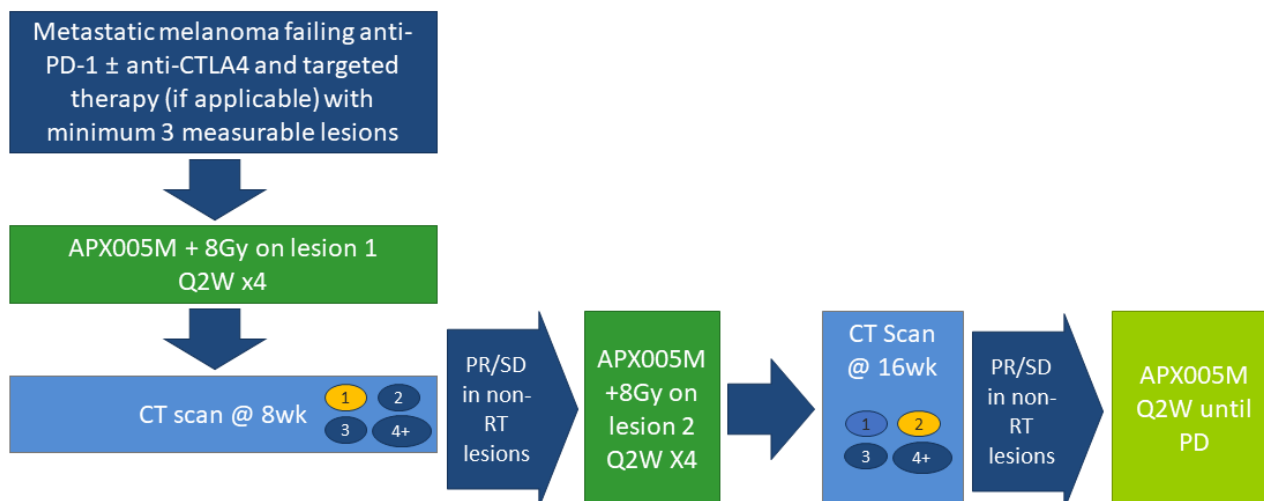 Metastatic melanoma failing anti-
PD-1 ± anti-CTLA4 and targeted
therapy (if applicable) with
minimum 3 measurable lesions
APX005M + 8Gy on lesion 1
Q2W x4
CT scan @ 8wk
1
2
3
4+
PR/SD
in non-
RT
lesions
APX005M
+8Gy on
lesion 2
Q2W X4
CT Scan
@ 16wk
1
2
3
4+
PR/SD
in non-
RT
lesions
APX005M
Q2W until
PD